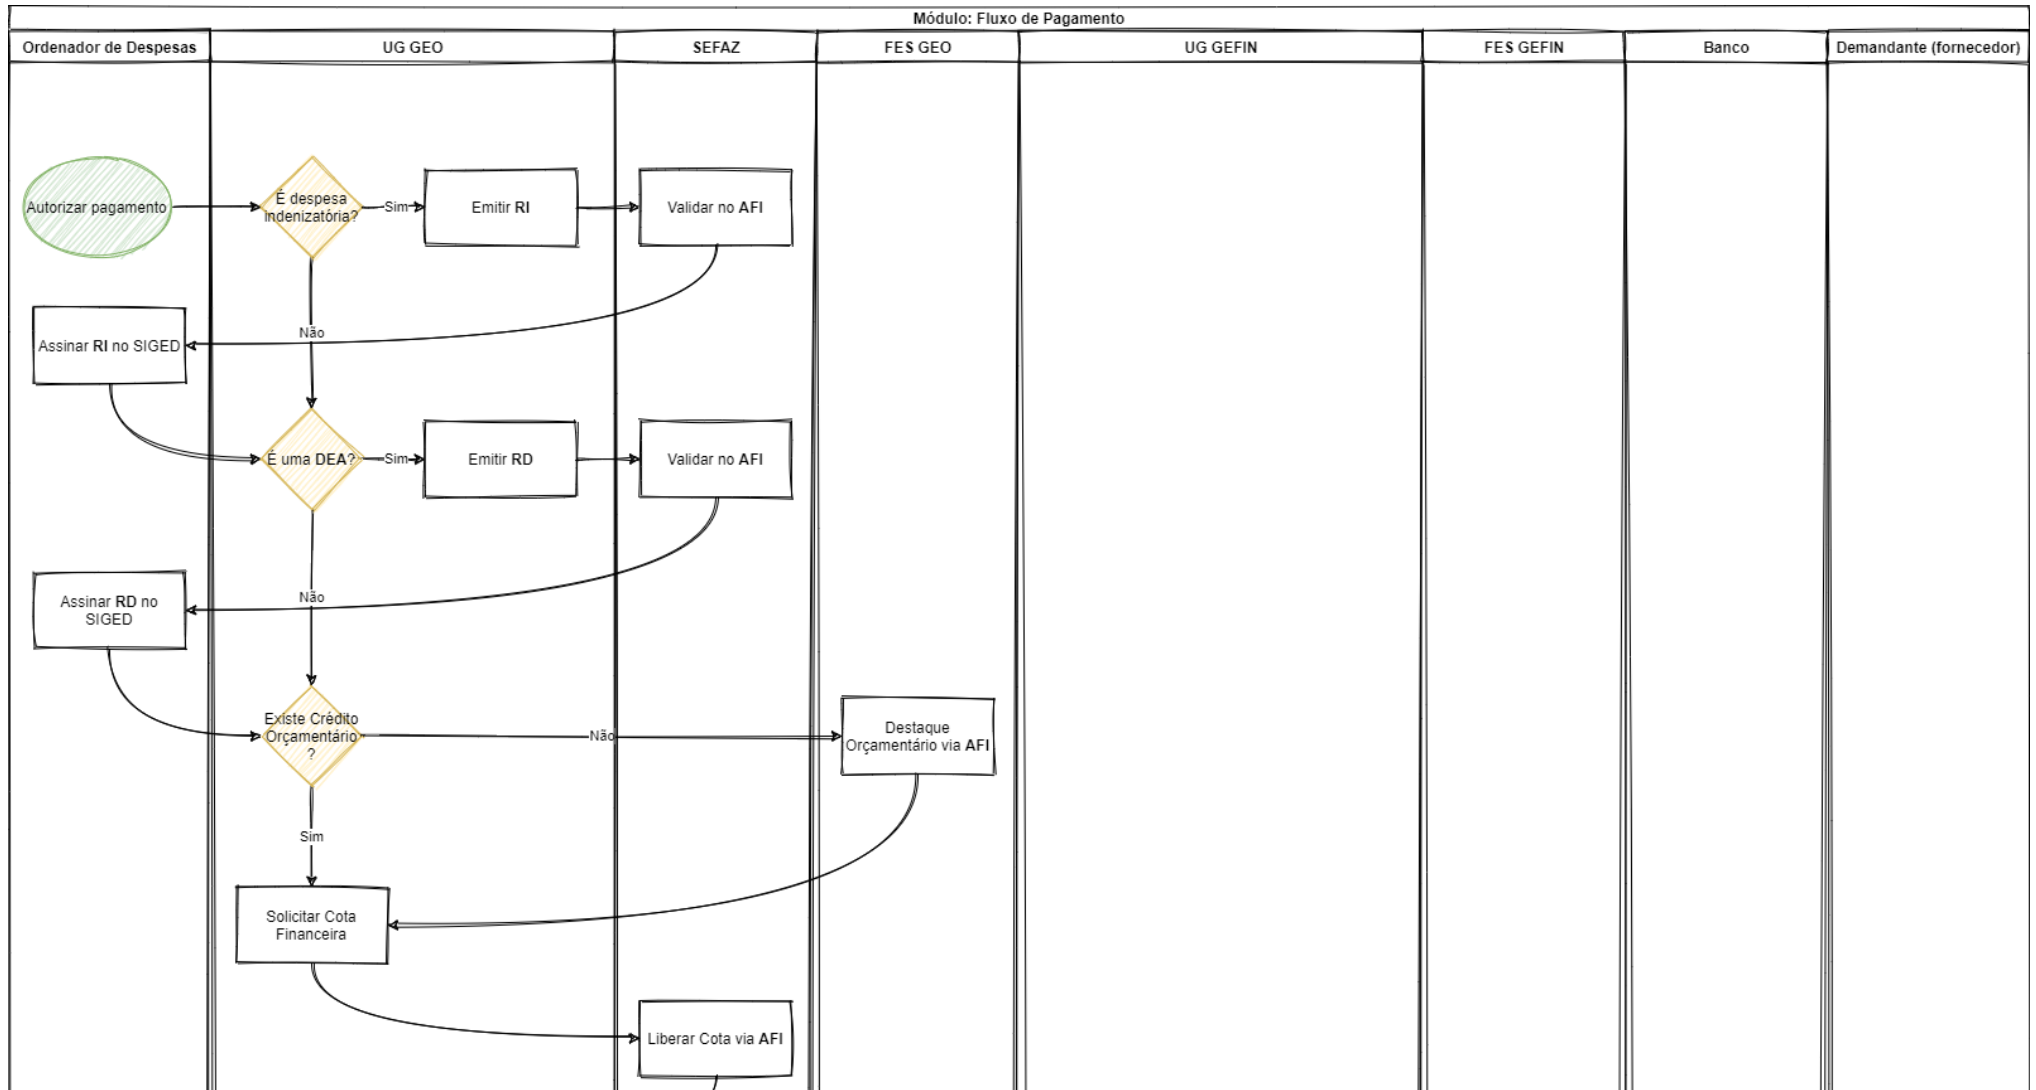 Módulo: Fluxo de Pagamento
Ordenador de Despesas
UG GEO
SEFAZ
FES GEO
UG GEFIN
FES GEFIN
Banco
Demandante (fornecedor)
Autorizar pagamento
É despesa
indenizatória?
Sim
Emitir RI
Validar no AFI
Não
Assinar RI no SIGED
É uma DEA?
Sim
Emitir RD
Validar no AFI
Não
Assinar RD no
SIGED
Existe Crédito
Orçamentário
?
Não
Destaque
Orçamentário via AFI
Sim
Solicitar Cota
Financeira
Liberar Cota via AFI